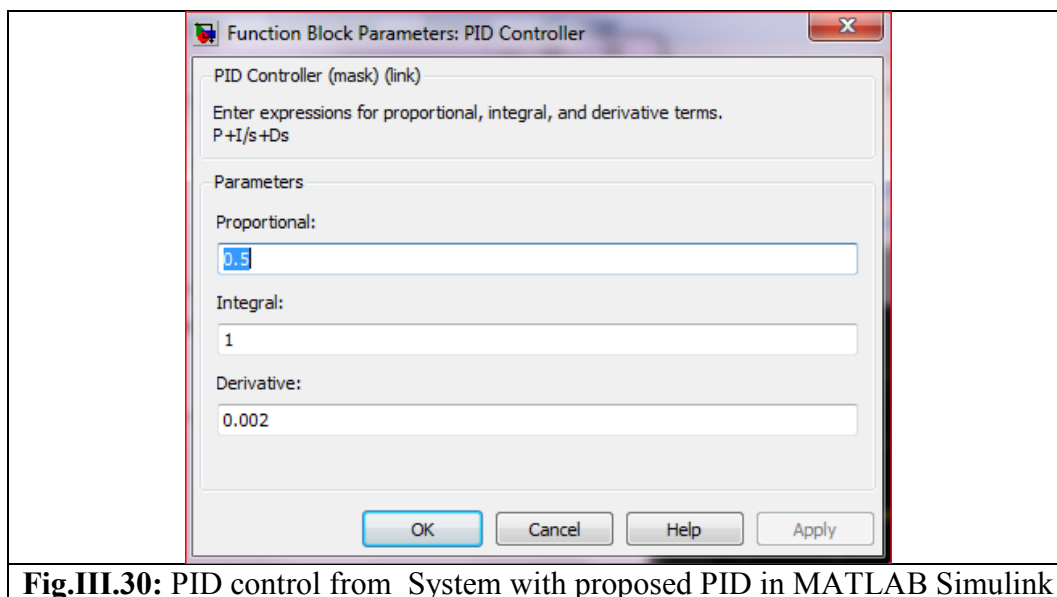 Function Block Parameters: PID Controller
PID Controller (mask) (link)
Enter expressions for proportional, integral, and derivative terms.
P+I/s+Ds
Parameters
Proportional:
0.5
Integral:
1
Derivative:
0.002
OK Cancel Help Apply
Fig.III.30: PID control from System with proposed PID in MATLAB Simulink